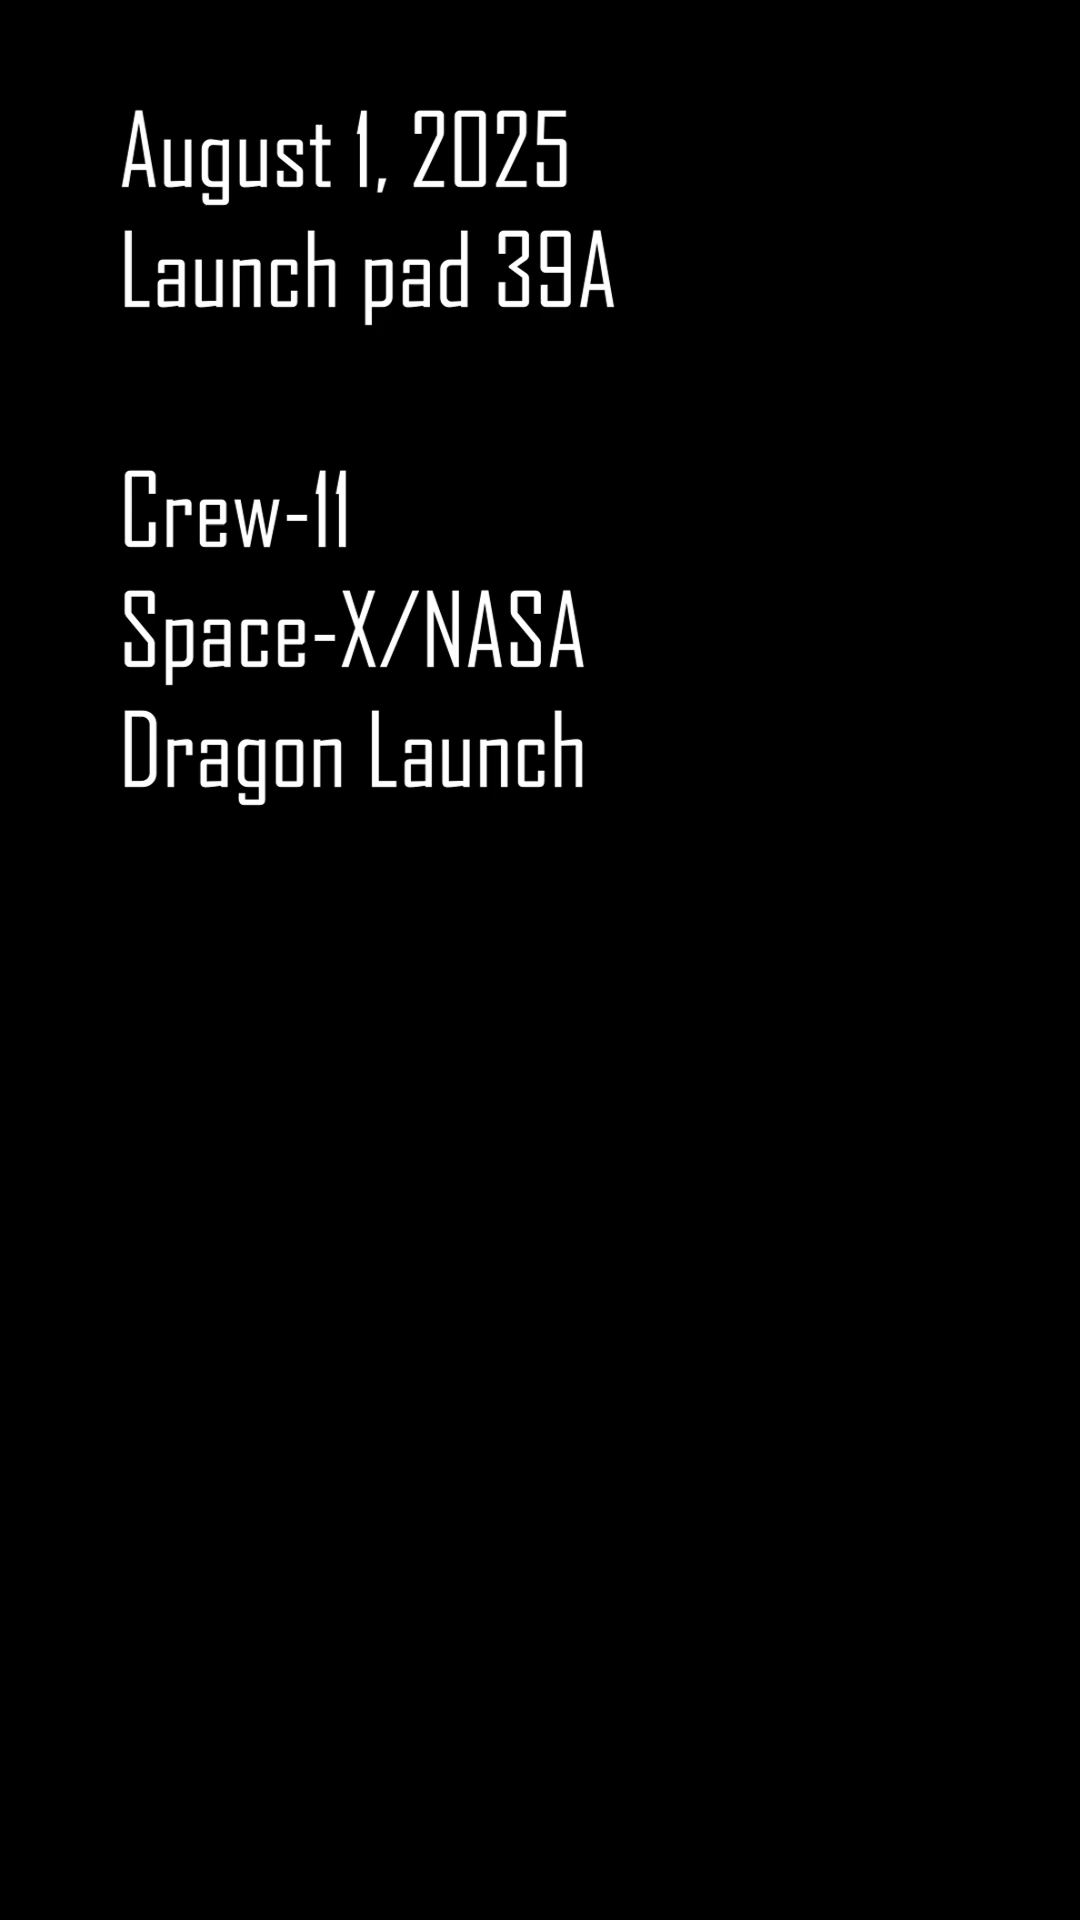 August 1, 2025
Launch pad 39A
Crew-11
Space-X/NASA
Dragon Launch